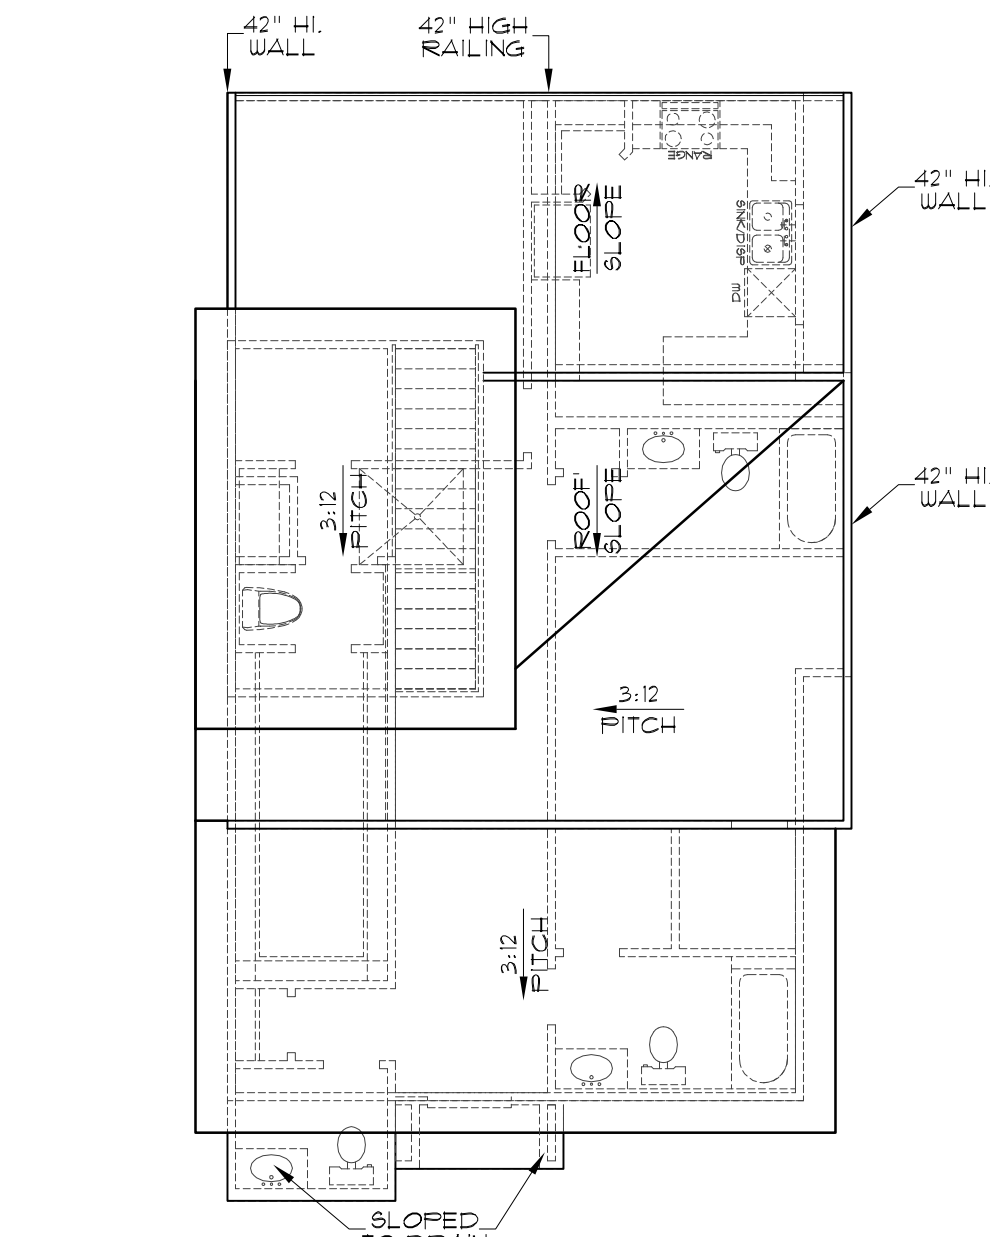 42" HI.
WALL
42" HIGH
RAILING
RANGE
42" HI.
WALL
FLOOR
SLOPE
SINK/DISP
DW
3:12
PITCH
ROOF
SLOPE
42" HI.
WALL
3:12
PITCH
3:12
PITCH
SLOPED